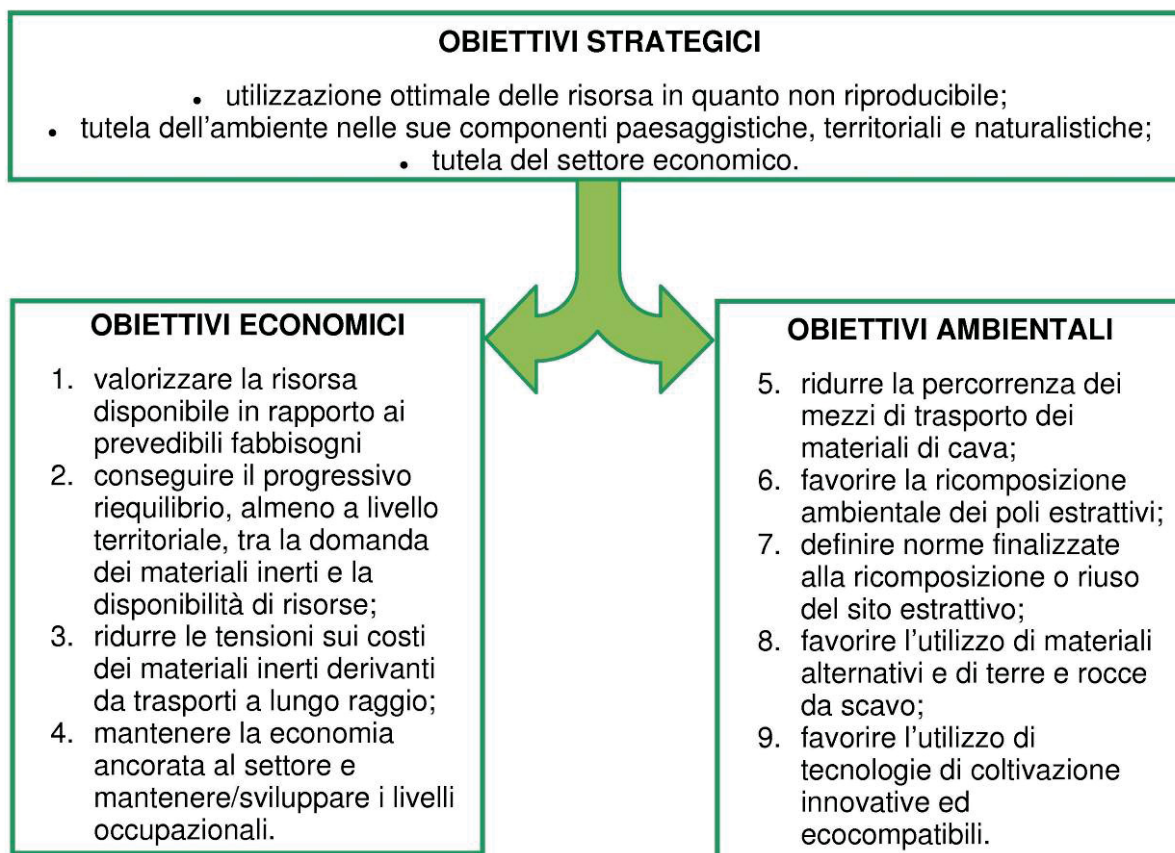 OBIETTIVI STRATEGICI
• utilizzazione ottimale delle risorsa in quanto non riproducibile;
• tutela dell'ambiente nelle sue componenti paesaggistiche, territoriali e naturalistiche;
• tutela del settore economico.
OBIETTIVI ECONOMICI
1. valorizzare la risorsa
disponibile in rapporto ai
prevedibili fabbisogni
2. conseguire il progressivo
riequilibrio, almeno a livello
territoriale, tra la domanda
dei materiali inerti e la
disponibilità di risorse;
3. ridurre le tensioni sui costi
dei materiali inerti derivanti
da trasporti a lungo raggio;
4. mantenere la economia
ancorata al settore e
mantenere/sviluppare i livelli
occupazionali.
OBIETTIVI AMBIENTALI
5. ridurre la percorrenza dei
mezzi di trasporto dei
materiali di cava;
6. favorire la ricomposizione
ambientale dei poli estrattivi;
7. definire norme finalizzate
alla ricomposizione o riuso
del sito estrattivo;
8. favorire l'utilizzo di materiali
alternativi e di terre e rocce
da scavo;
9. favorire l'utilizzo di
tecnologie di coltivazione
innovative ed
ecocompatibili.